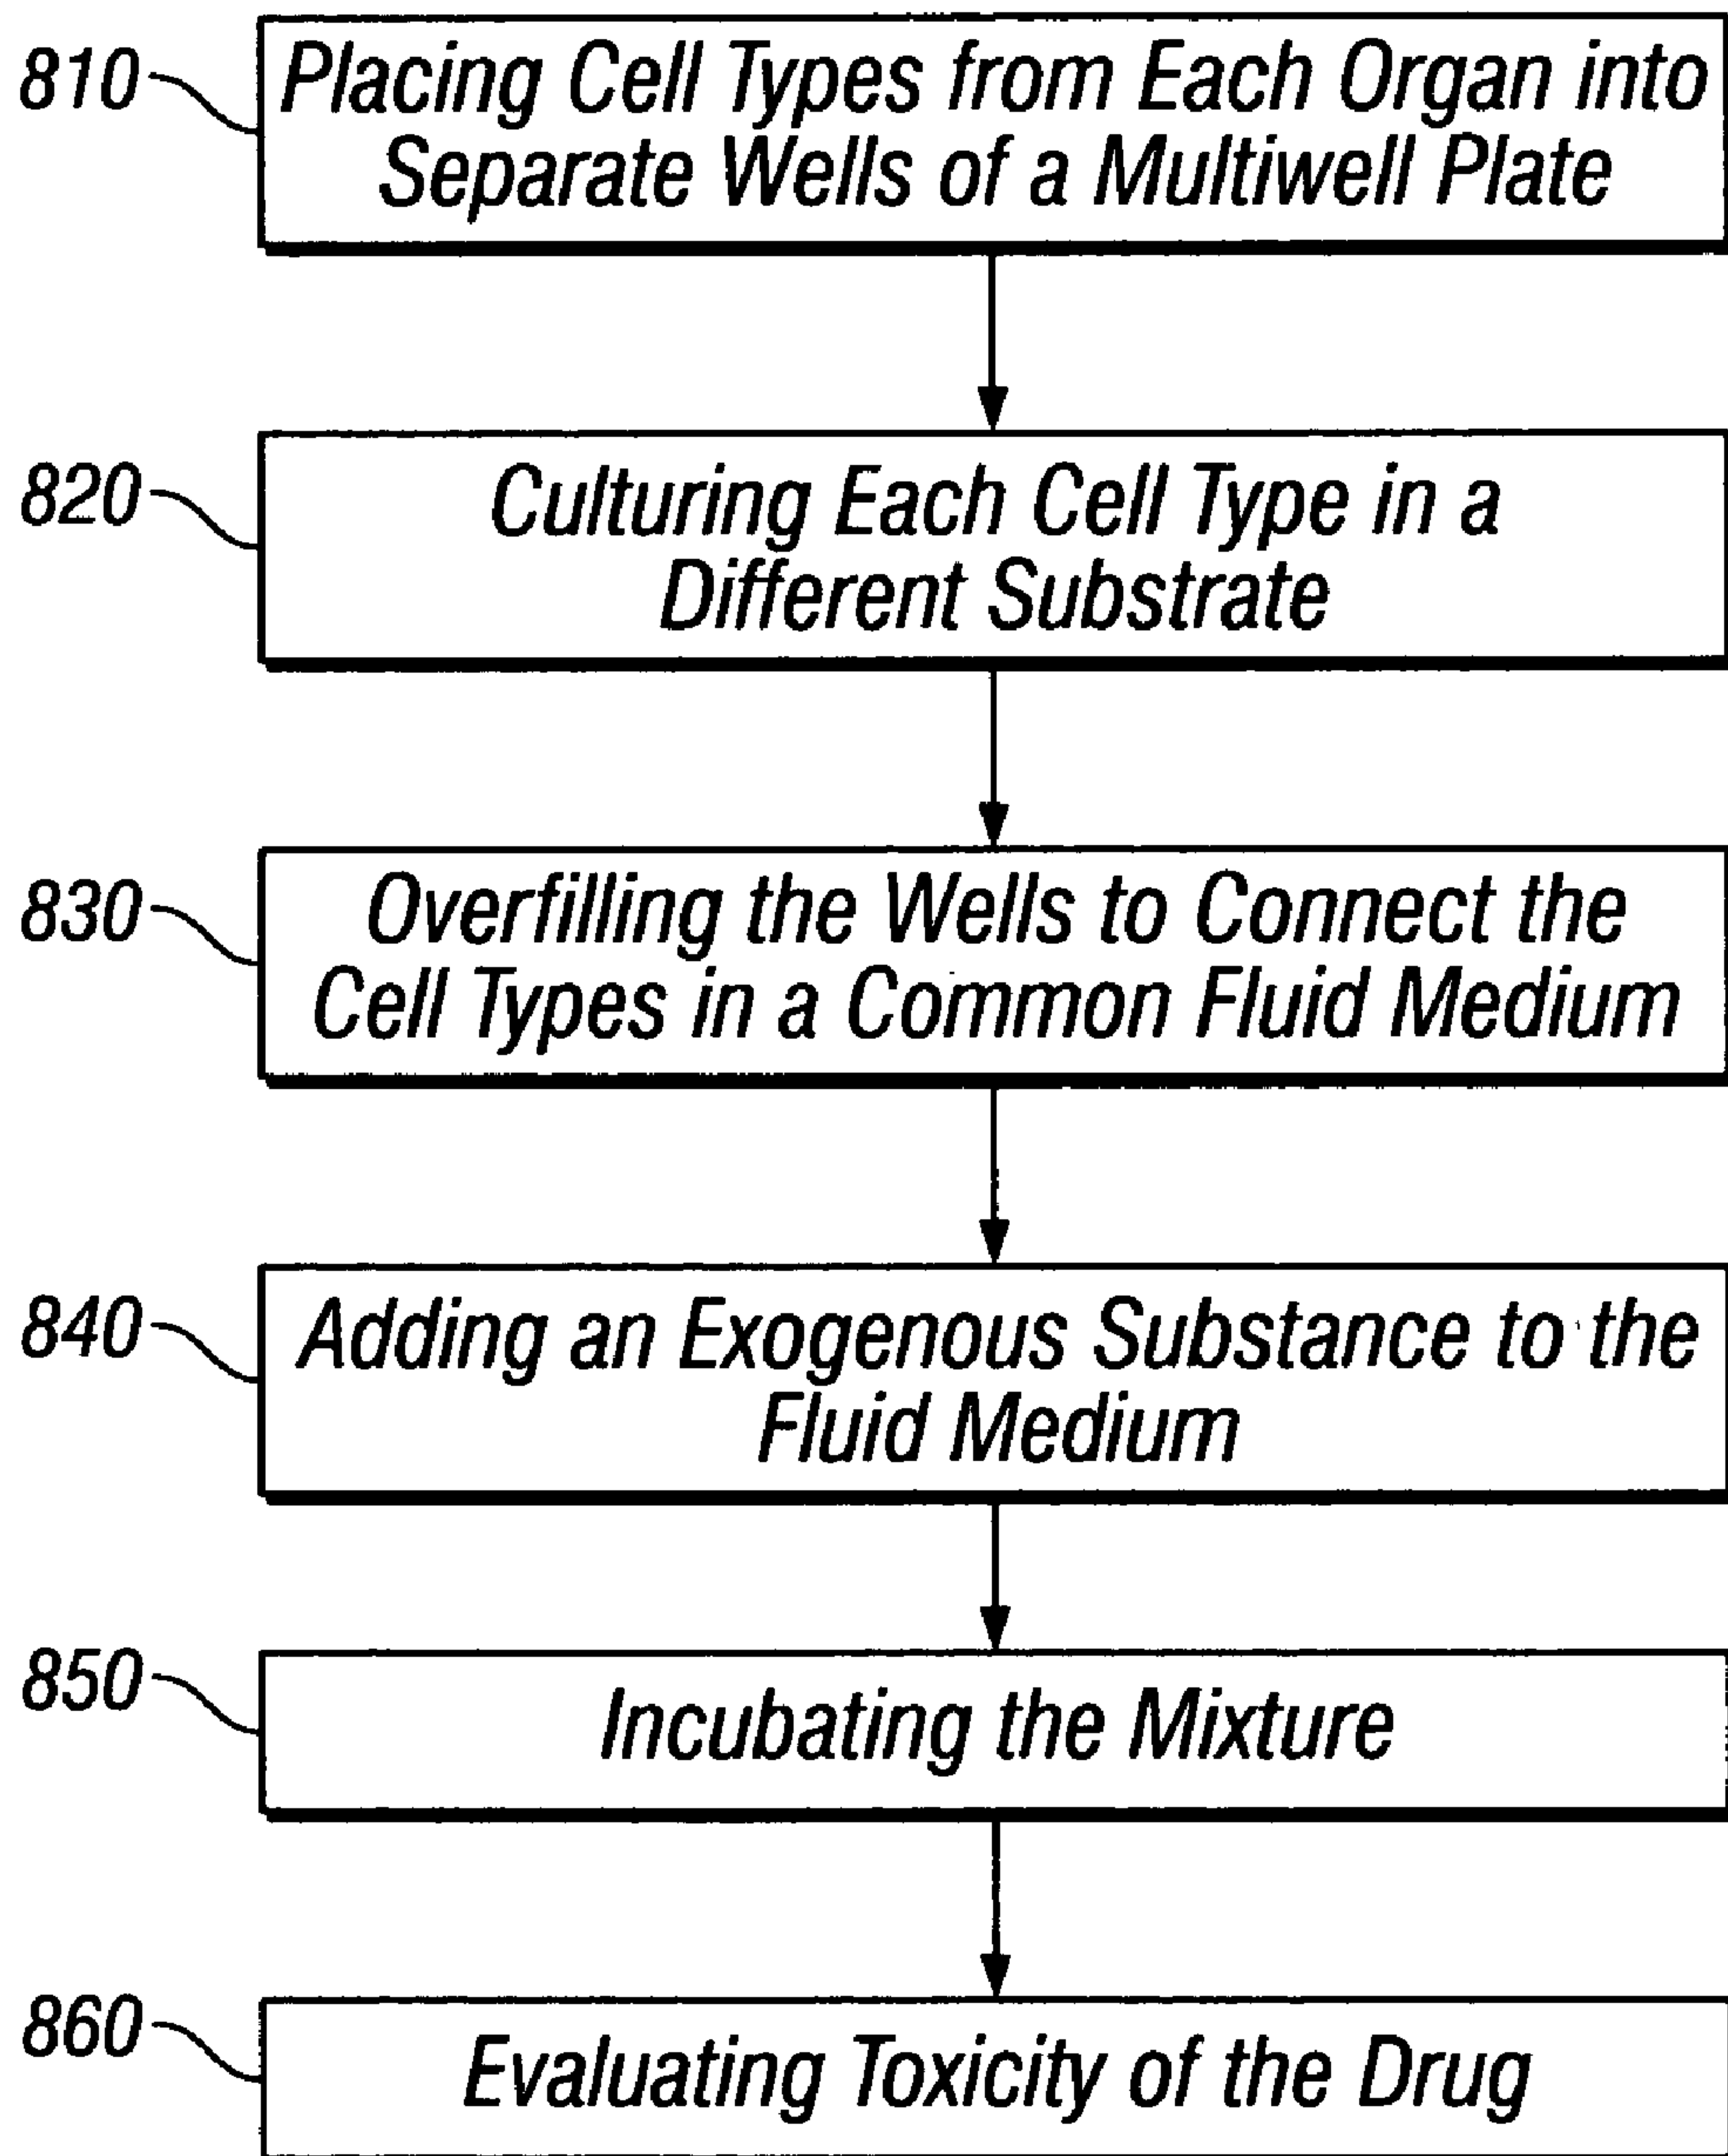 810
Placing Cell Types from Each Organ into
Separate Wells of a Multiwell Plate
820
Culturing Each Cell Type in a
Different Substrate
830
Overfilling the Wells to Connect the
Cell Types in a Common Fluid Medium
840
Adding an Exogenous Substance to the
Fluid Medium
850
Incubating the Mixture
860
Evaluating Toxicity of the Drug